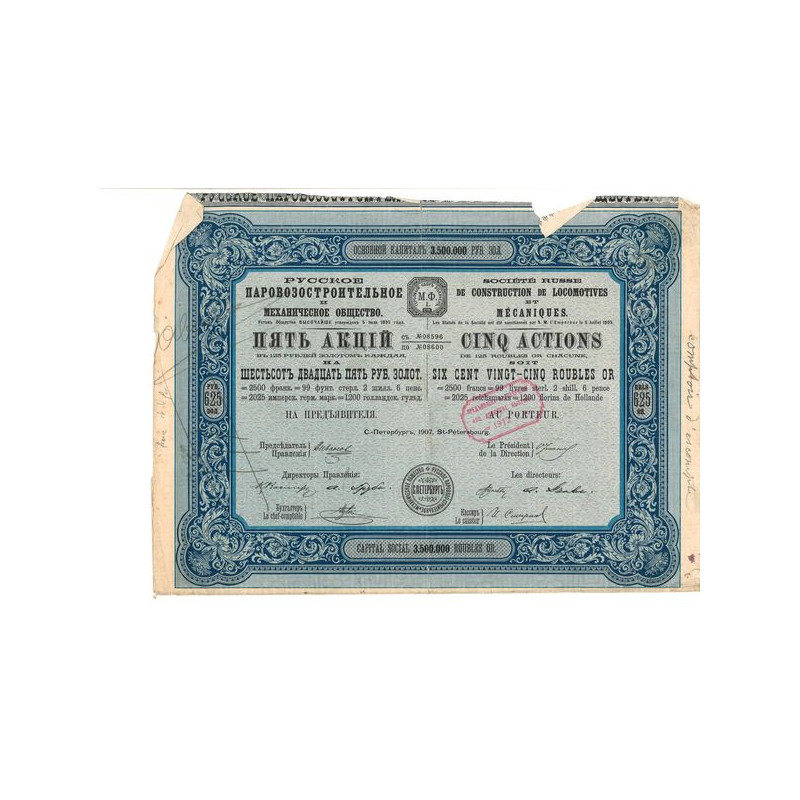 ОСНОВНОЙ КАПИТАЛЪ 3.500.000 РУБ. ЗОЛ.
РУССКОЕ
ПАРОВОЗОСТРОИТЕЛЬНОЕ
И
МЕХАНИЧЕСКОЕ ОБЩЕСТВО.
М.Ф.
SOCIÉTÉ RUSSE
DE CONSTRUCTION DE LOCOMOTIVES
ET
MÉCANIQUES.
ПЯТЬ АКЦІЙ
съ №08596
по №08600
CINQ ACTIONS
ВЪ 125 РУБЛЕЙ ЗОЛОТОМЪ КАЖДАЯ,
DE 125 ROUBLES OR CHACUNE,
НА
SOIT
ШЕСТЬСОТЪ ДВАДЦАТЬ ПЯТЬ РУБ. ЗОЛОТ.
SIX CENT VINGT-CINQ ROUBLES OR
=2500 франк. =99 фунт. стерл. 2 шилл. 6 пенс.
=2025 имперск. герм. марк. =1200 голландск. гульд.
=2500 francs =99 livres sterl. 2 shill. 6 pence
=2025 reichsmarks =1200 florins de Hollande
НА ПРЕДЪЯВИТЕЛЯ.
AU PORTEUR.
1912
РУБ.
625
ЗОЛ.
625
OR.
С.-Петербургъ, 1907, St-Pétersbourg.
Предсѣдатель
Правленія
Le Président
de la Direction
Директоры Правленія:
Les directeurs:
С.ПЕТЕРБУРГЪ
Бухгалтеръ
Le chef-comptable
Кассиръ
Le caissier
CAPITAL SOCIAL 3.500.000 ROUBLES OR.